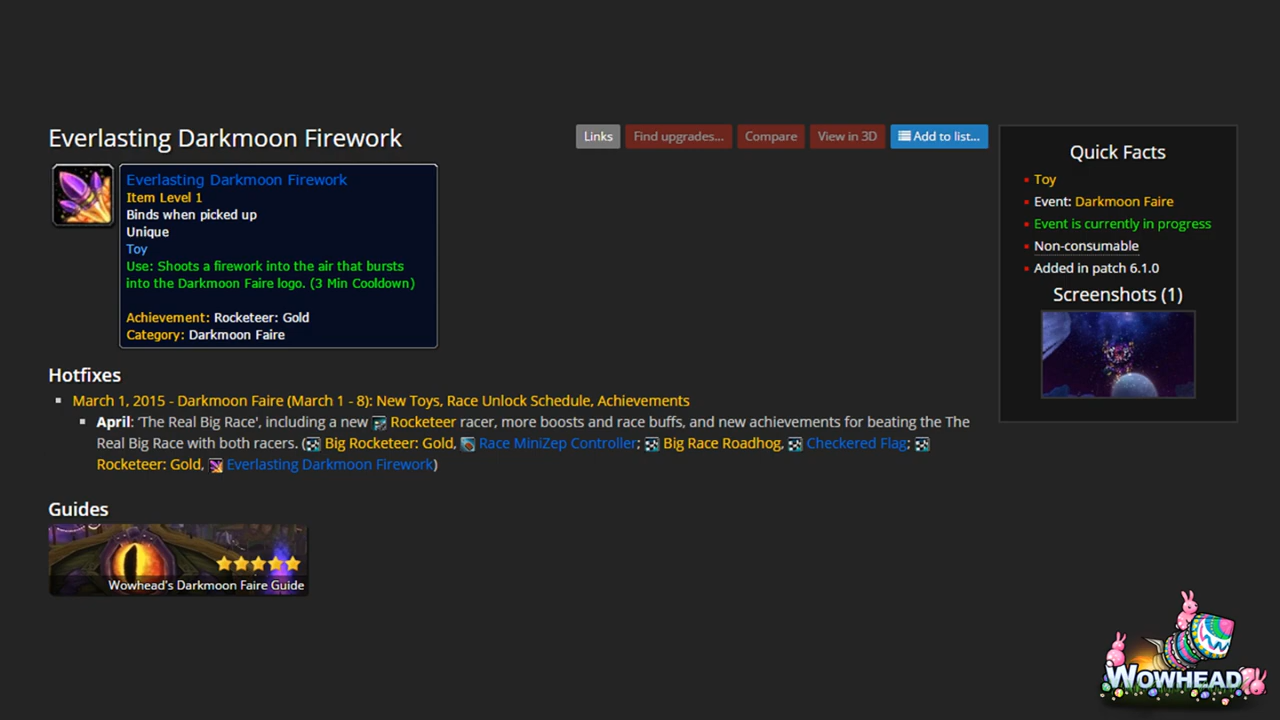 Everlasting Darkmoon Firework
Links
Find upgrades...
Compare
View in 3D
Add to list...
Everlasting Darkmoon Firework
Item Level 1
Binds when picked up
Unique
Toy
Use: Shoots a firework into the air that bursts
into the Darkmoon Faire logo. (3 Min Cooldown)
Achievement: Rocketeer: Gold
Category: Darkmoon Faire
Hotfixes
March 1, 2015 - Darkmoon Faire (March 1 - 8): New Toys, Race Unlock Schedule, Achievements
April: 'The Real Big Race', including a new Rocketeer racer, more boosts and race buffs, and new achievements for beating the The
Real Big Race with both racers. (Big Rocketeer: Gold, Race MiniZep Controller; Big Race Roadhog, Checkered Flag;
Rocketeer: Gold, Everlasting Darkmoon Firework)
Guides
Wowhead's Darkmoon Faire Guide
Quick Facts
Toy
Event: Darkmoon Faire
Event is currently in progress
Non-consumable
Added in patch 6.1.0
Screenshots (1)
WOWHEAD